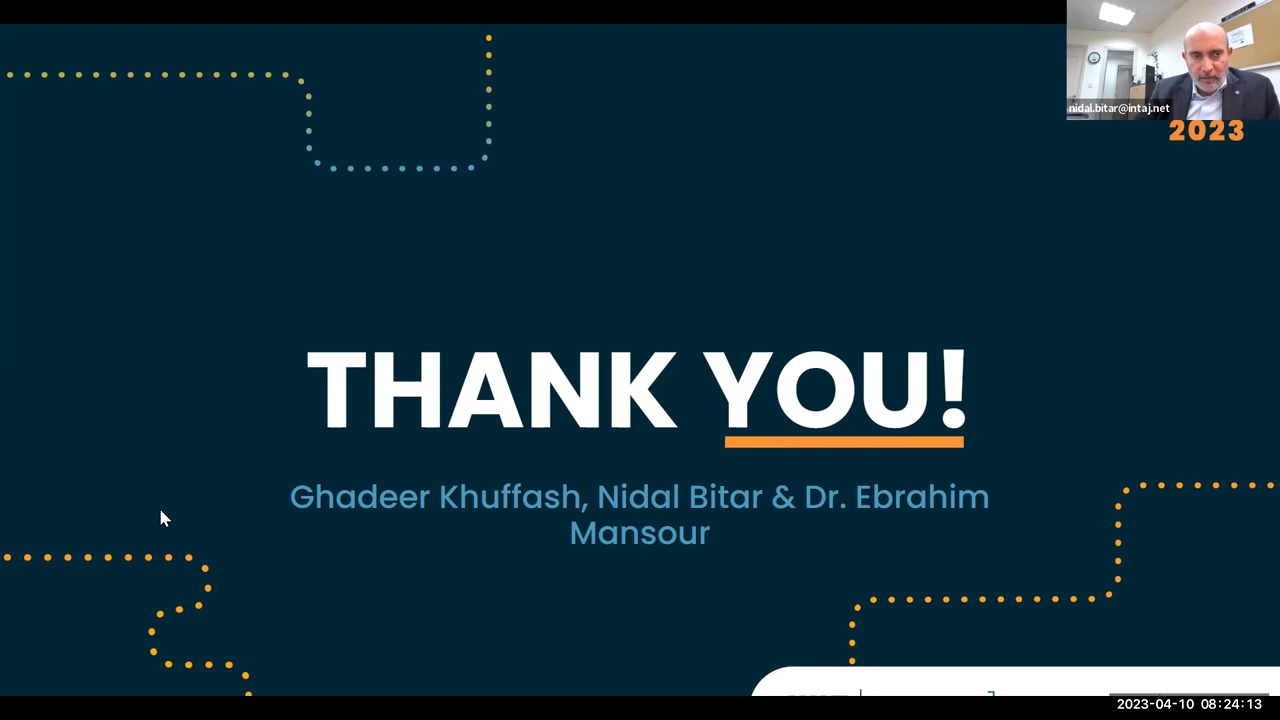 nidal.bitar@intaj.net
2023
THANK YOU!
Ghadeer Khuffash, Nidal Bitar & Dr. Ebrahim
Mansour
2023-04-10 08:24:13